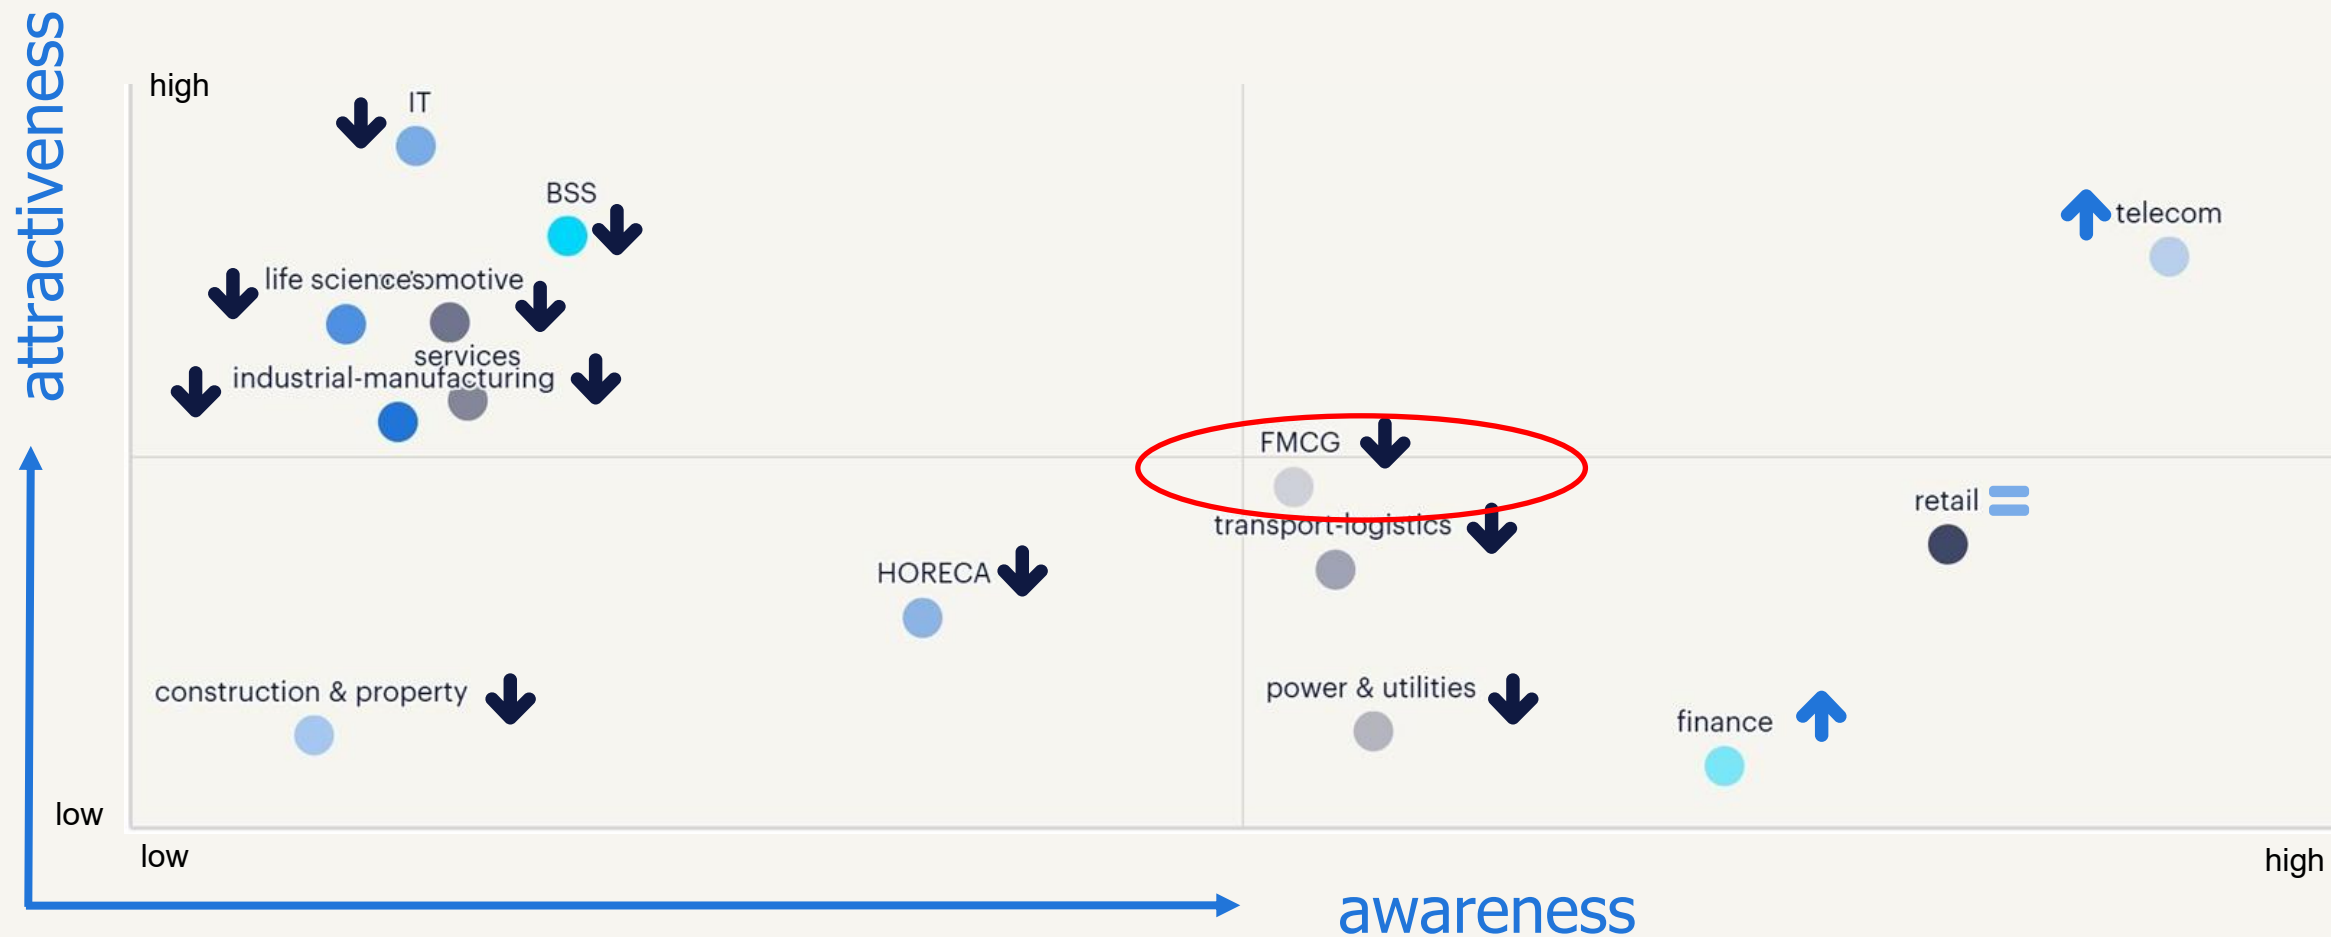 attractiveness
high
IT
BSS
telecom
life sciences
services
industrial-manufacturing
FMCG
retail
transport-logistics
HORECA
construction & property
power & utilities
finance
low
low
high
awareness